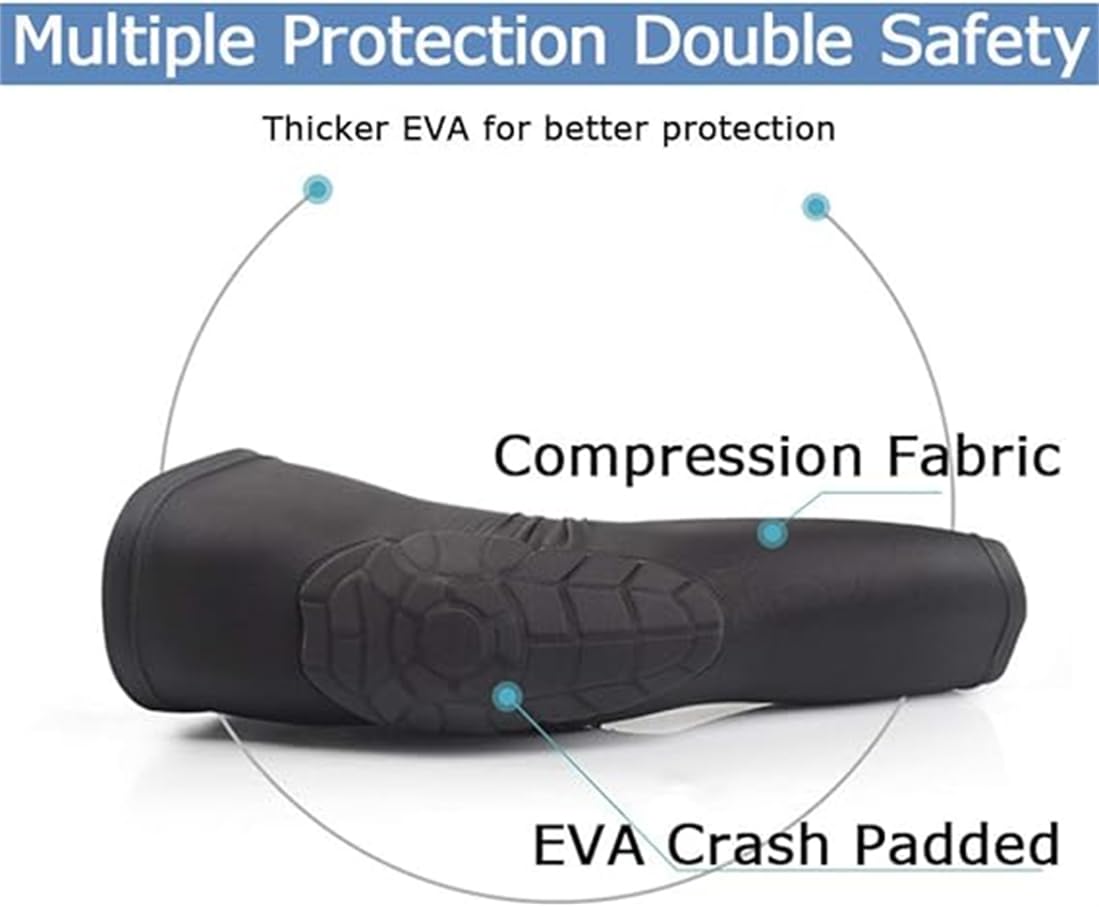 Multiple Protection Double Safety
Thicker EVA for better protection
Compression Fabric
EVA Crash Padded